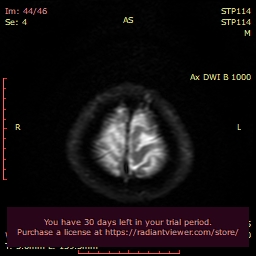 Im: 44/46
Se: 4
AS
STP114
STP114
M
Ax DWI B 1000
R
L
You have 30 days left in your trial period.
Purchase a license at https://radiantviewer.com/store/